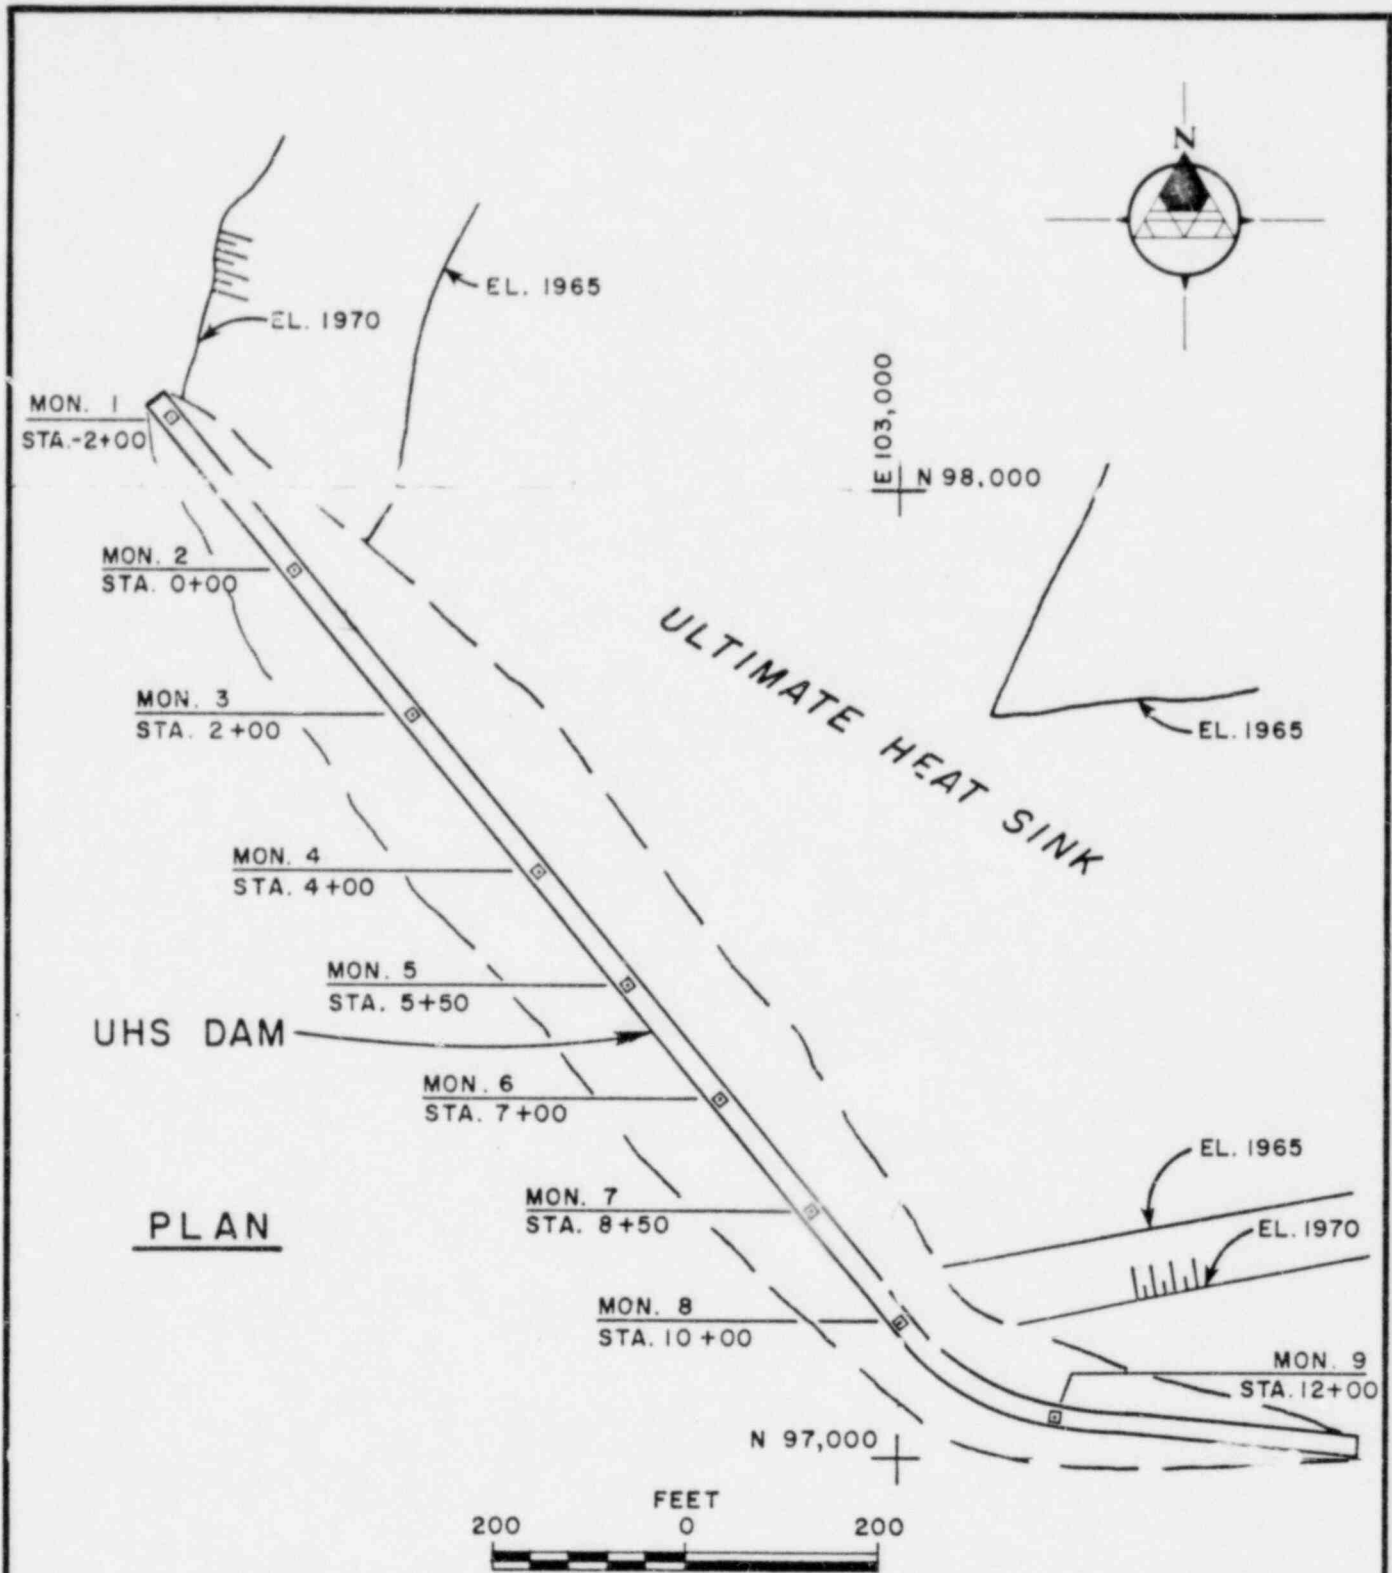 N
EL. 1965
EL. 1970
MON. 1
STA.-2+00
E 103,000
N 98,000
MON. 2
STA. 0+00
ULTIMATE HEAT SINK
MON. 3
STA. 2+00
EL. 1965
MON. 4
STA. 4+00
MON. 5
STA. 5+50
UHS DAM
MON. 6
STA. 7+00
EL. 1965
MON. 7
STA. 8+50
PLAN
EL. 1970
MON. 8
STA. 10+00
MON. 9
STA. 12+00
N 97,000
FEET
200 0 200